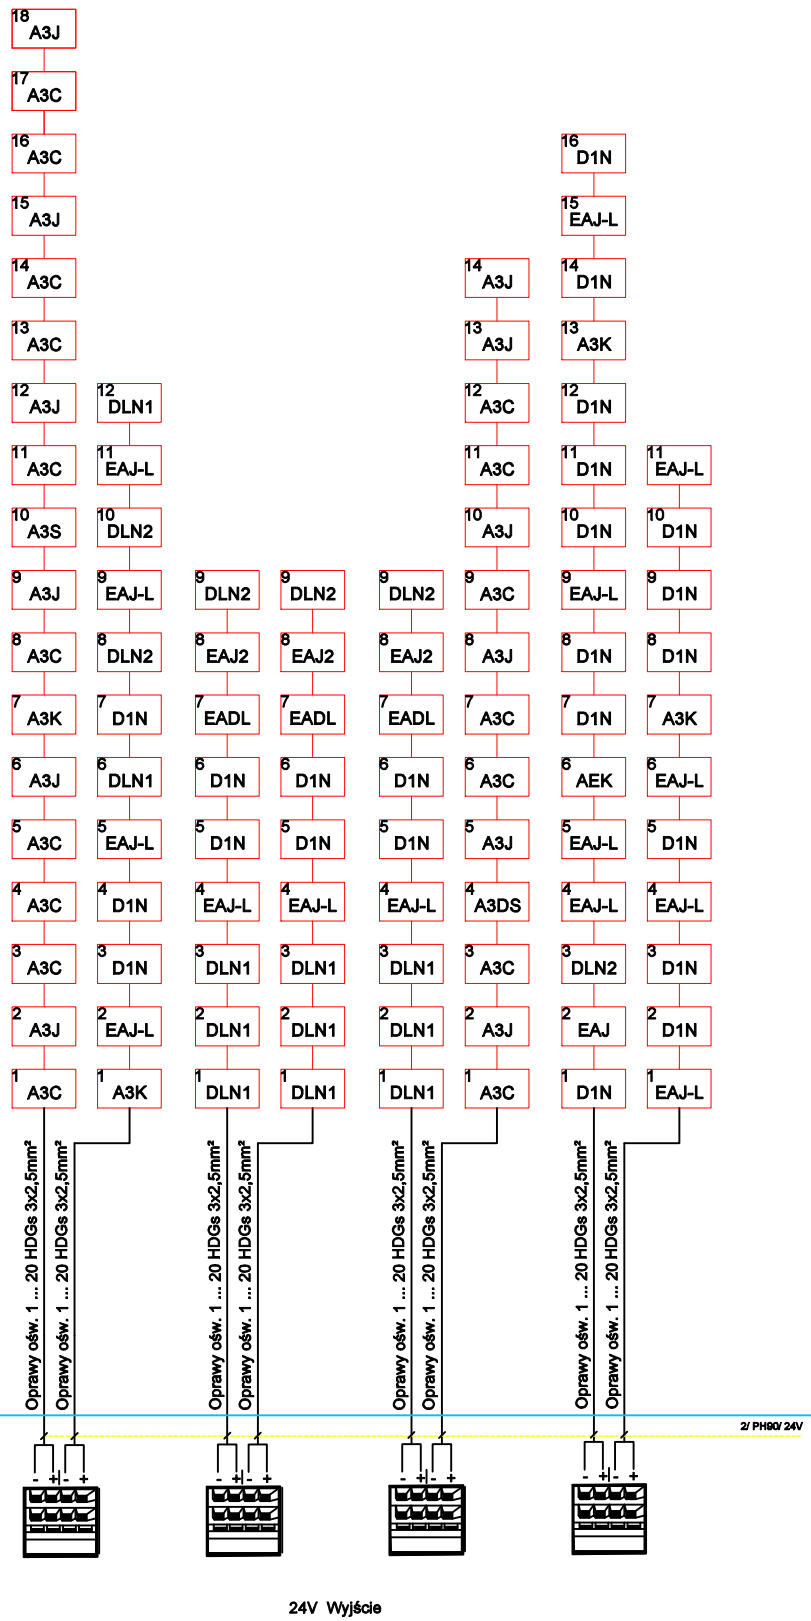 18 A3J
17 A3C
16 A3C 16 D1N
15 A3J 15 EAJ-L
14 A3C 14 A3J 14 D1N
13 A3C 13 A3J 13 A3K
12 A3J 12 DLN1 12 A3C 12 D1N
11 A3C 11 EAJ-L 11 A3C 11 D1N 11 EAJ-L
10 A3S 10 DLN2 10 A3J 10 D1N 10 D1N
9 A3J 9 EAJ-L 9 DLN2 9 DLN2 9 DLN2 9 A3C 9 EAJ-L 9 D1N
8 A3C 8 DLN2 8 EAJ2 8 EAJ2 8 EAJ2 8 A3J 8 D1N 8 D1N
7 A3K 7 D1N 7 EADL 7 EADL 7 EADL 7 A3C 7 D1N 7 A3K
6 A3J 6 DLN1 6 D1N 6 D1N 6 D1N 6 A3C 6 AEK 6 EAJ-L
5 A3C 5 EAJ-L 5 D1N 5 D1N 5 D1N 5 A3J 5 EAJ-L 5 D1N
4 A3C 4 D1N 4 EAJ-L 4 EAJ-L 4 EAJ-L 4 A3DS 4 EAJ-L 4 EAJ-L
3 A3C 3 D1N 3 DLN1 3 DLN1 3 DLN1 3 A3C 3 DLN2 3 D1N
2 A3J 2 EAJ-L 2 DLN1 2 DLN1 2 DLN1 2 A3J 2 EAJ 2 D1N
1 A3C 1 A3K 1 DLN1 1 DLN1 1 DLN1 1 A3C 1 D1N 1 EAJ-L
Oprawy ośw. 1 ... 20 HDGs 3x2,5mm²
Oprawy ośw. 1 ... 20 HDGs 3x2,5mm²
Oprawy ośw. 1 ... 20 HDGs 3x2,5mm²
Oprawy ośw. 1 ... 20 HDGs 3x2,5mm²
Oprawy ośw. 1 ... 20 HDGs 3x2,5mm²
Oprawy ośw. 1 ... 20 HDGs 3x2,5mm²
Oprawy ośw. 1 ... 20 HDGs 3x2,5mm²
Oprawy ośw. 1 ... 20 HDGs 3x2,5mm²
2/ PH90/ 24V
- + - + - + - + - + - + - + - +
24V Wyjście